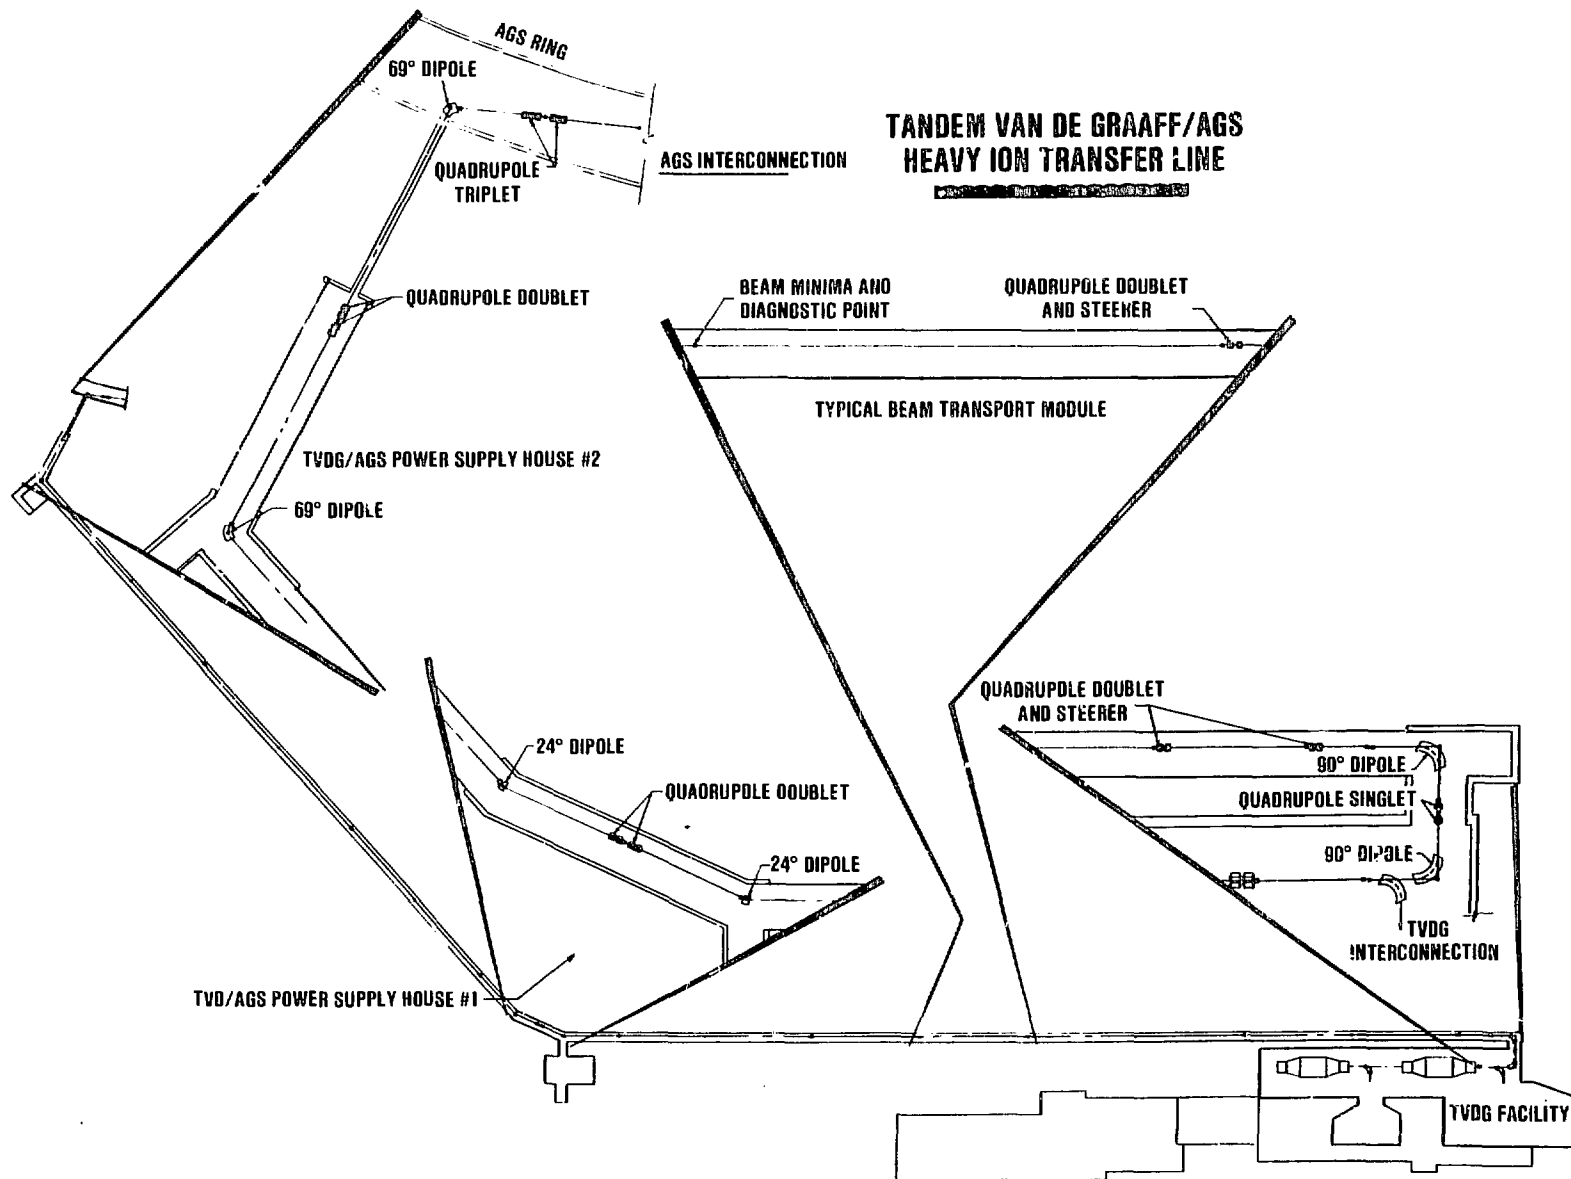 AGS RING
69° DIPOLE
TANDEM VAN DE GRAAFF/AGS
HEAVY ION TRANSFER LINE
QUADRUPOLE
TRIPLET
AGS INTERCONNECTION
QUADRUPOLE DOUBLET
BEAM MINIMA AND
DIAGNOSTIC POINT
QUADRUPOLE DOUBLET
AND STEERER
TYPICAL BEAM TRANSPORT MODULE
TVDG/AGS POWER SUPPLY HOUSE #2
69° DIPOLE
QUADRUPOLE DOUBLET
AND STEERER
24° DIPOLE
90° DIPOLE
QUADRUPOLE DOUBLET
QUADRUPOLE SINGLET
24° DIPOLE
90° DIPOLE
TVDG
INTERCONNECTION
TVD/AGS POWER SUPPLY HOUSE #1
TVDG FACILITY